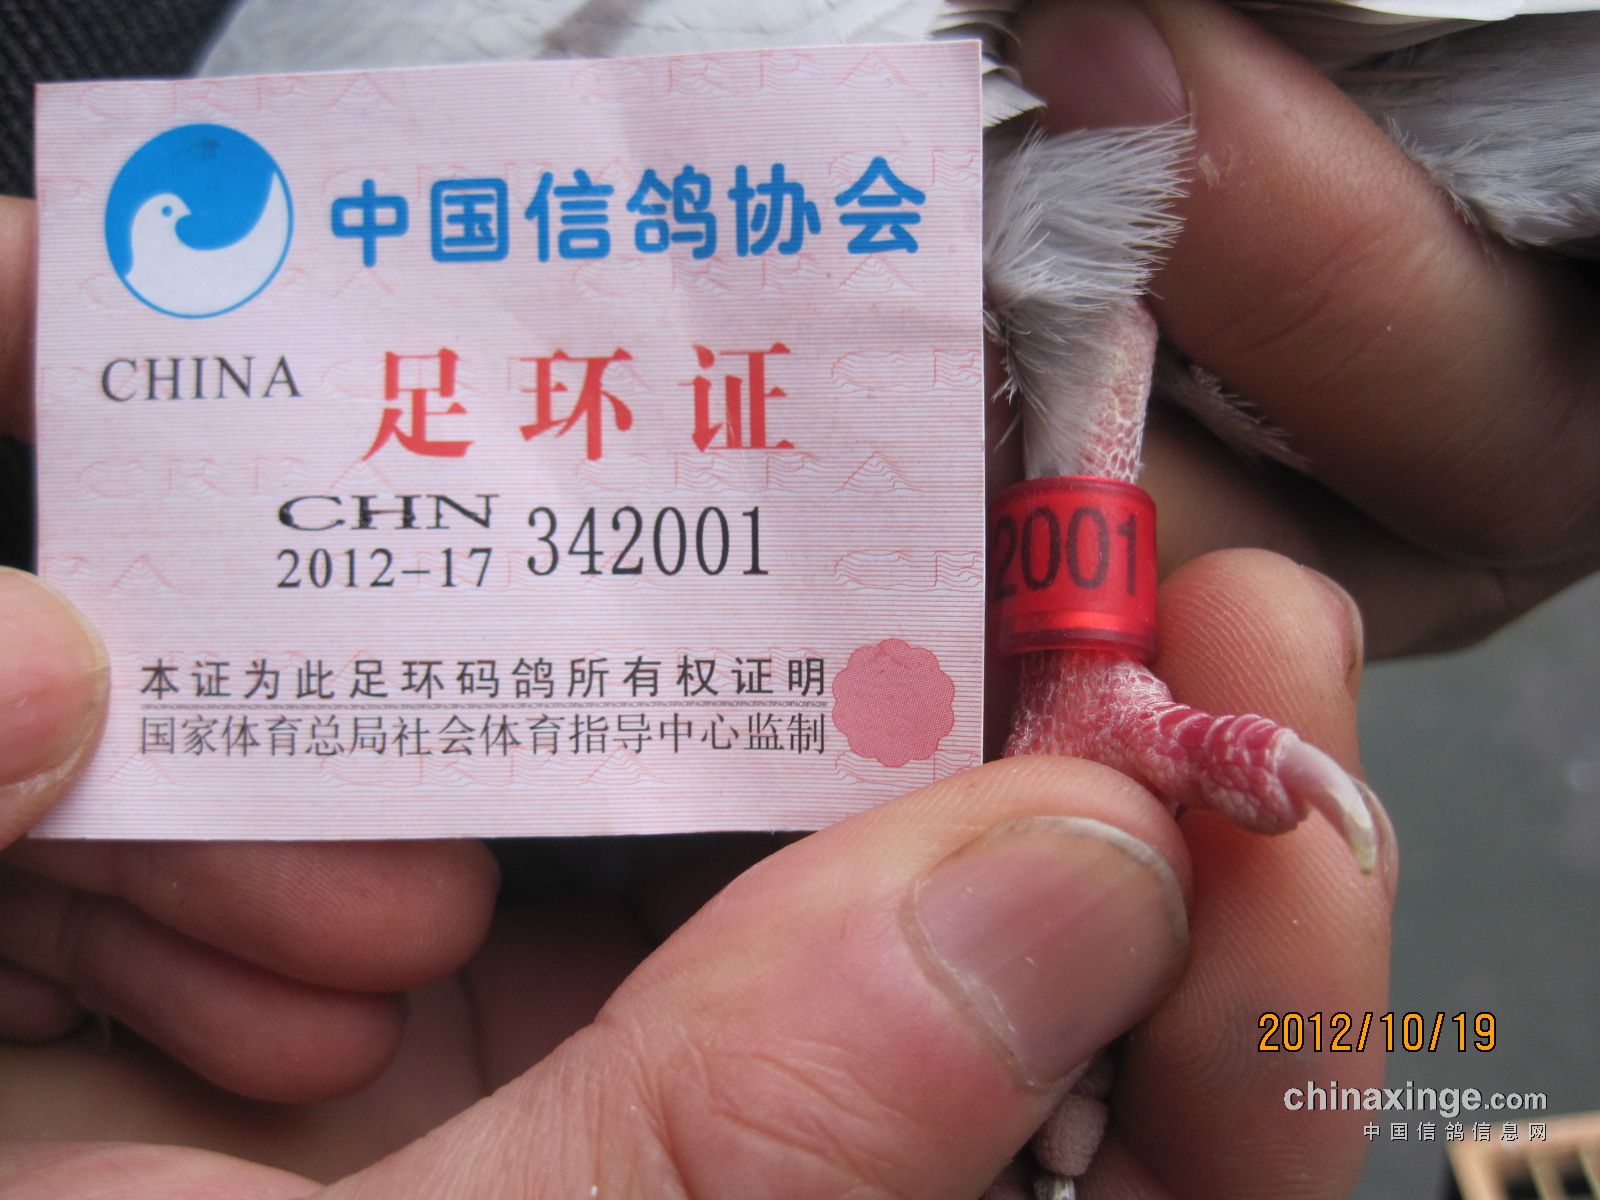 中国信鸽协会
CHINA
足环证
CHN
2012-17 342001
本证为此足环码鸽所有权证明
国家体育总局社会体育指导中心监制
2001
2012/10/19
chinaxinge.com
中国信鸽信息网